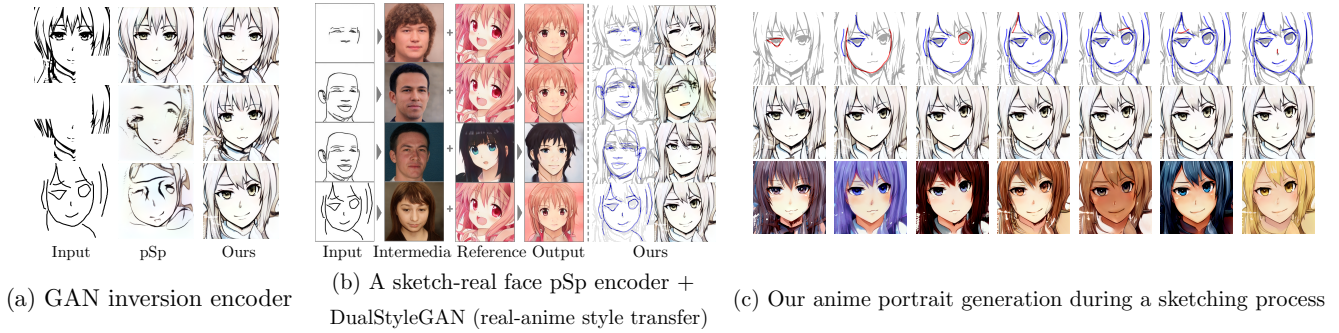 Input pSp Ours
(a) GAN inversion encoder
Input Intermedia Reference Output Ours
(b) A sketch-real face pSp encoder +
DualStyleGAN (real-anime style transfer)
(c) Our anime portrait generation during a sketching process